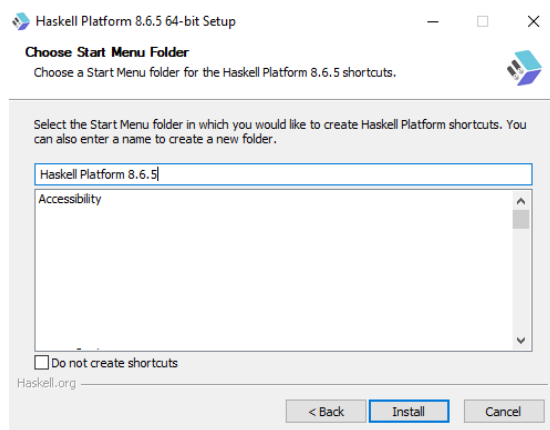 Haskell Platform 8.6.5 64-bit Setup
Choose Start Menu Folder
Choose a Start Menu folder for the Haskell Platform 8.6.5 shortcuts.
Select the Start Menu folder in which you would like to create Haskell Platform shortcuts. You
can also enter a name to create a new folder.
Haskell Platform 8.6.5
Accessibility
Do not create shortcuts
Haskell.org
< Back Install Cancel